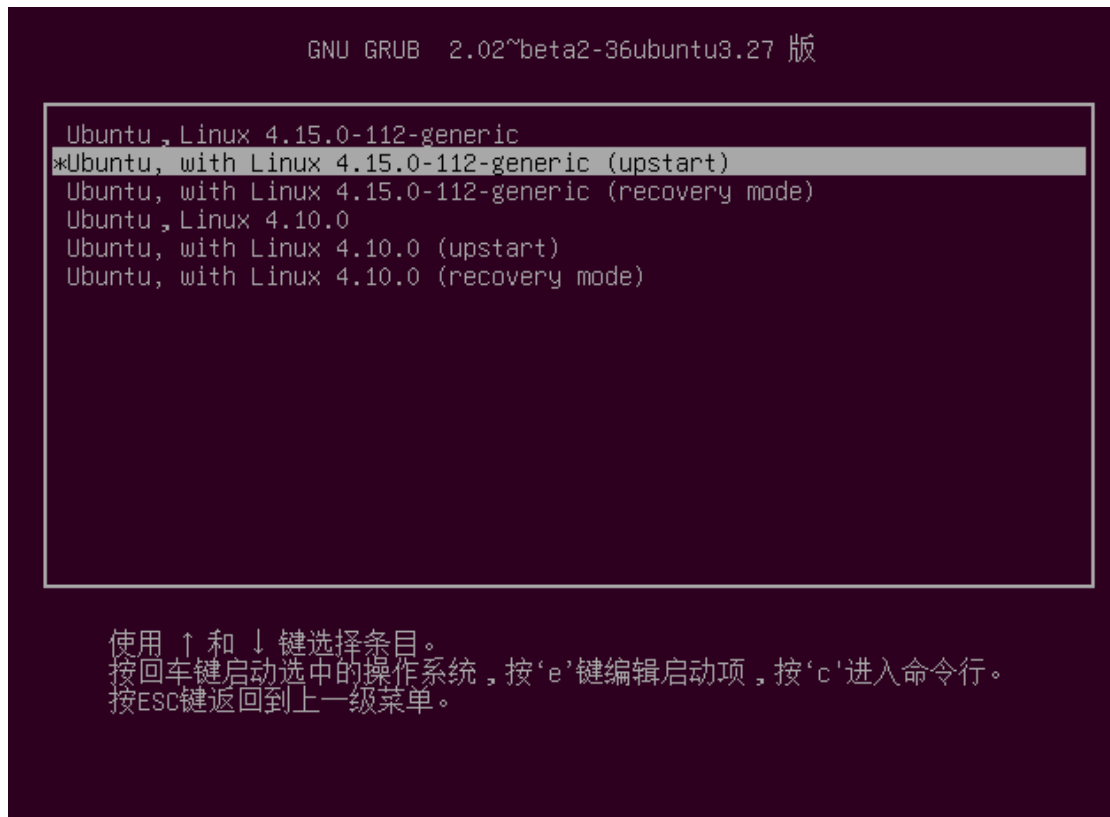 GNU GRUB  2.02~beta2-36ubuntu3.27 版
Ubuntu，Linux 4.15.0-112-generic
*Ubuntu, with Linux 4.15.0-112-generic (upstart)
Ubuntu, with Linux 4.15.0-112-generic (recovery mode)
Ubuntu，Linux 4.10.0
Ubuntu, with Linux 4.10.0 (upstart)
Ubuntu, with Linux 4.10.0 (recovery mode)
使用 ↑ 和 ↓ 键选择条目。
按回车键启动选中的操作系统，按‘e’键编辑启动项，按‘c'进入命令行。
按ESC键返回到上一级菜单。